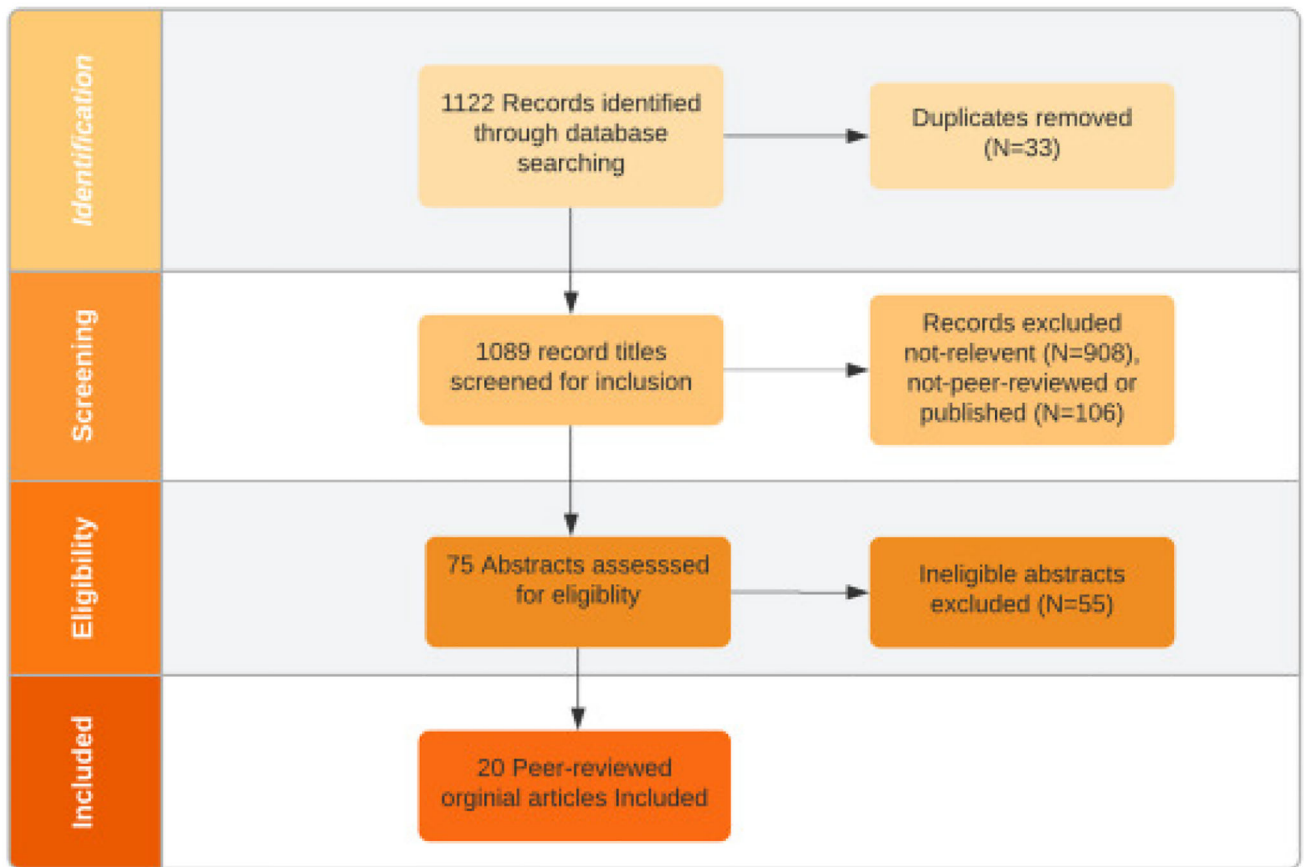 Identification
1122 Records identified
through database
searching
Duplicates removed
(N=33)
Screening
1089 record titles
screened for inclusion
Records excluded
not-relevent (N=908),
not-peer-reviewed or
published (N=106)
Eligibility
75 Abstracts assesssed
for eligiblity
Ineligible abstracts
excluded (N=55)
Included
20 Peer-reviewed
orginial articles Included